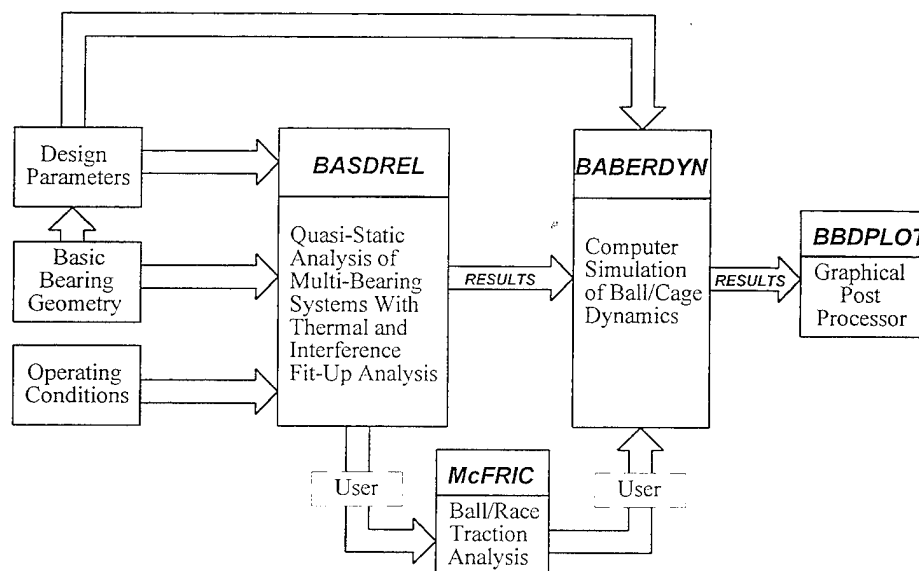 Design
Parameters
Basic
Bearing
Geometry
Operating
Conditions
BASDREL
Quasi-Static
Analysis of
Multi-Bearing
Systems With
Thermal and
Interference
Fit-Up Analysis
RESULTS
BABERDYN
Computer
Simulation
of Ball/Cage
Dynamics
RESULTS
BBDPLOT
Graphical
Post
Processor
User
McFRIC
Ball/Race
Traction
Analysis
User